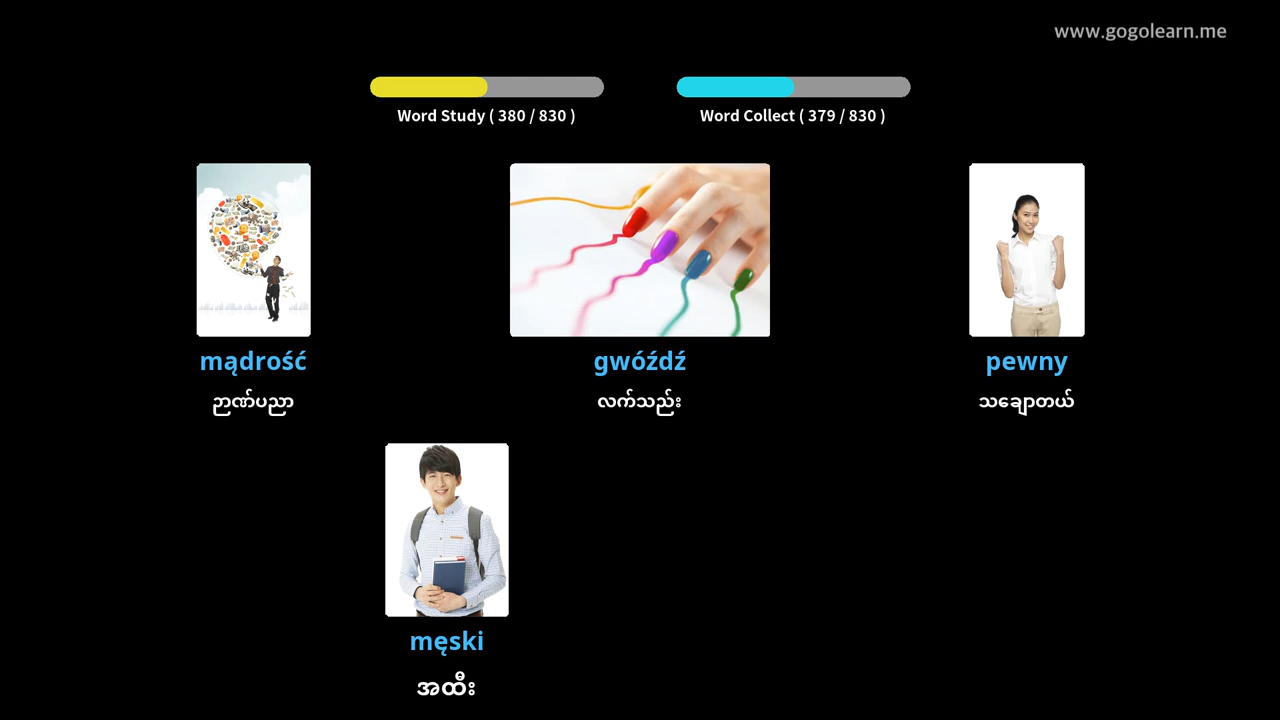 www.gogolearn.me
Word Study ( 380 / 830 )
Word Collect ( 379 / 830 )
mądrość
ဉာဏ်ပညာ
gwóźdź
လက်သည်း
pewny
သချောတယ်
męski
အထီး